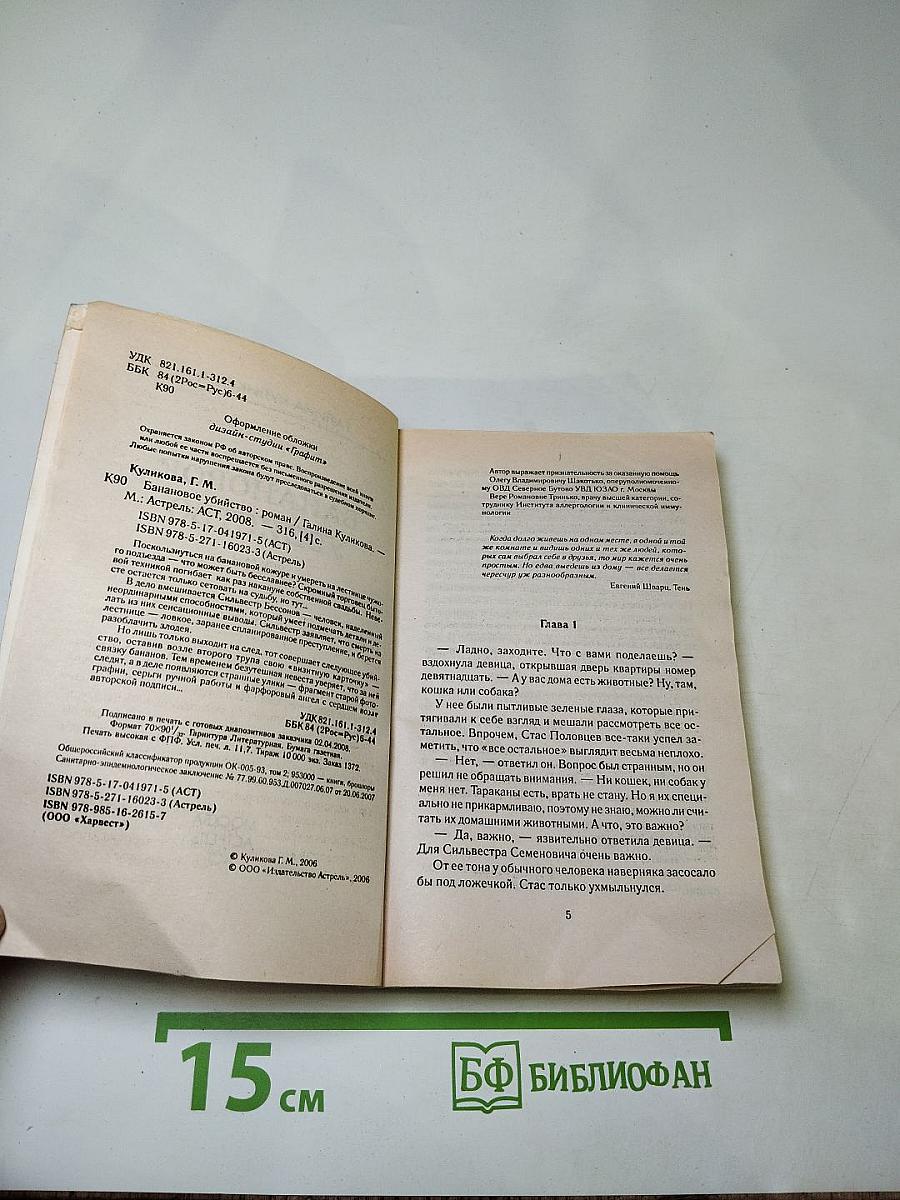 УДК 821.161.1-312.4
ББК 84(2Рос=Рус)6-44
К90
Оформление обложки
дизайн-студии «Графит»
Охраняется законом РФ об авторском праве. Воспроизведение всей книги
или любой ее части воспрещается без письменного разрешения издателя.
Любые попытки нарушения закона будут преследоваться в судебном порядке.
Куликова, Г. М.
К90 Банановое убийство : роман / Галина Куликова. —
М.: Астрель: АСТ, 2008. — 316, [4] с.
ISBN 978-5-17-041971-5 (АСТ)
ISBN 978-5-271-16023-3 (Астрель)
Поскользнуться на банановой кожуре и умереть на лестнице чужо-
го подъезда — что может быть бесславнее? Скромный торговец быто-
вой техникой погибает как раз накануне собственной свадьбы. Неве-
сте остается только сетовать на судьбу, но тут...
В дело вмешивается Сильвестр Бессонов — человек, наделенный
неординарными способностями, который умеет подмечать детали и де-
лать из них сенсационные выводы. Сильвестр заявляет, что смерть на
лестнице — ловкое, заранее спланированное преступление, и берется
разоблачить злодея.
Но лишь только выходит на след, тот совершает следующее убий-
ство, оставив возле второго трупа свою «визитную карточку» —
связку бананов. Тем временем безутешная невеста уверяет, что за ней
следят, а в деле появляются странные улики — фрагмент старой фото-
графии, серьги ручной работы и фарфоровый ангел с сердцем вроде
авторской подписи...
УДК 821.161.1-312.4
ББК 84 (2Рос=Рус)6-44
Подписано в печать с готовых диапозитивов заказчика 02.04.2008.
Формат 70×90¹/₃₂. Гарнитура Литературная. Бумага газетная.
Печать высокая с ФПФ. Усл. печ. л. 11,7. Тираж 10 000 экз. Заказ 1372.
Общероссийский классификатор продукции ОК-005-93, том 2; 953000 — книги, брошюры
Санитарно-эпидемиологическое заключение № 77.99.60.953.Д.007027.06.07 от 20.06.2007
ISBN 978-5-17-041971-5 (АСТ)
ISBN 978-5-271-16023-3 (Астрель)
ISBN 978-985-16-2615-7
(ООО «Харвест»)
© Куликова Г. М., 2006
© ООО «Издательство Астрель», 2006
Автор выражает признательность за оказанную помощь
Олегу Владимировичу Шакотько, оперуполномоченно-
му ОВД Северное Бутово УВД ЮЗАО г. Москвы
Вере Романовне Тринько, врачу высшей категории, со-
труднику Института аллергологии и клинической имму-
нологии
Когда долго живешь на одном месте, в одной и той
же комнате и видишь одних и тех же людей, кото-
рых сам выбрал себе в друзья, то мир кажется очень
простым. Но едва выедешь из дому — все делается
чересчур уж разнообразным.
Евгений Шварц, Тень
Глава 1
— Ладно, заходите. Что с вами поделаешь? —
вздохнула девица, открывшая дверь квартиры номер
девятнадцать. — А у вас дома есть животные? Ну, там,
кошка или собака?
У нее были пытливые зеленые глаза, которые при-
тягивали к себе взгляд и мешали рассмотреть все ос-
тальное. Впрочем, Стас Половцев все-таки успел за-
метить, что «все остальное» выглядит весьма неплохо.
— Нет, — ответил он. Вопрос был странным, но он
решил не обращать внимания. — Ни кошек, ни собак у
меня нет. Тараканы есть, врать не стану. Но я их специ-
ально не прикармливаю, поэтому не знаю, можно ли счи-
тать их домашними животными. А что, это важно?
— Да, важно, — язвительно ответила девица. —
Для Сильвестра Семеновича очень важно.
От ее тона у обычного человека наверняка засосало
бы под ложечкой. Стас только ухмыльнулся.
5
15 см
БФ БИБЛИОФАН